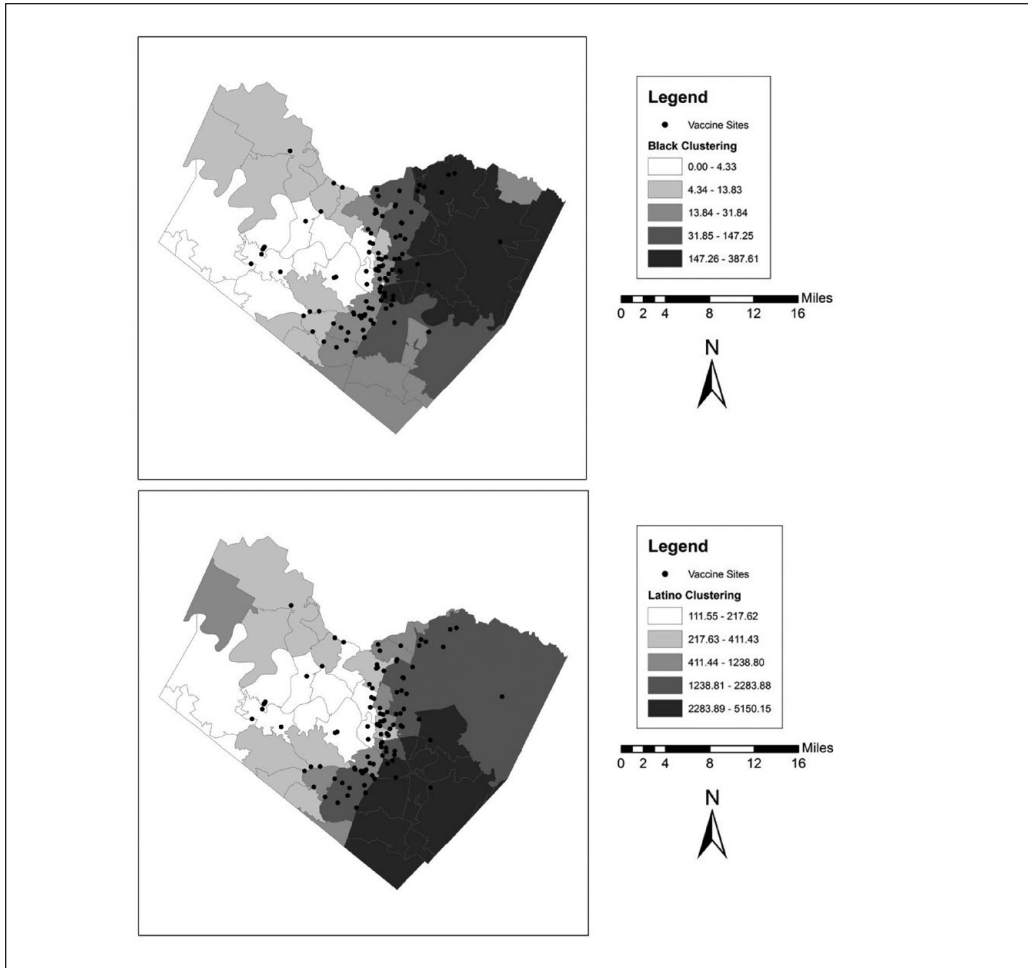 Legend
Vaccine Sites
Black Clustering
0.00 - 4.33
4.34 - 13.83
13.84 - 31.84
31.85 - 147.25
147.26 - 387.61
Miles
0 2 4 8 12 16
N
Legend
Vaccine Sites
Latino Clustering
111.55 - 217.62
217.63 - 411.43
411.44 - 1238.80
1238.81 - 2283.88
2283.89 - 5150.15
Miles
0 2 4 8 12 16
N